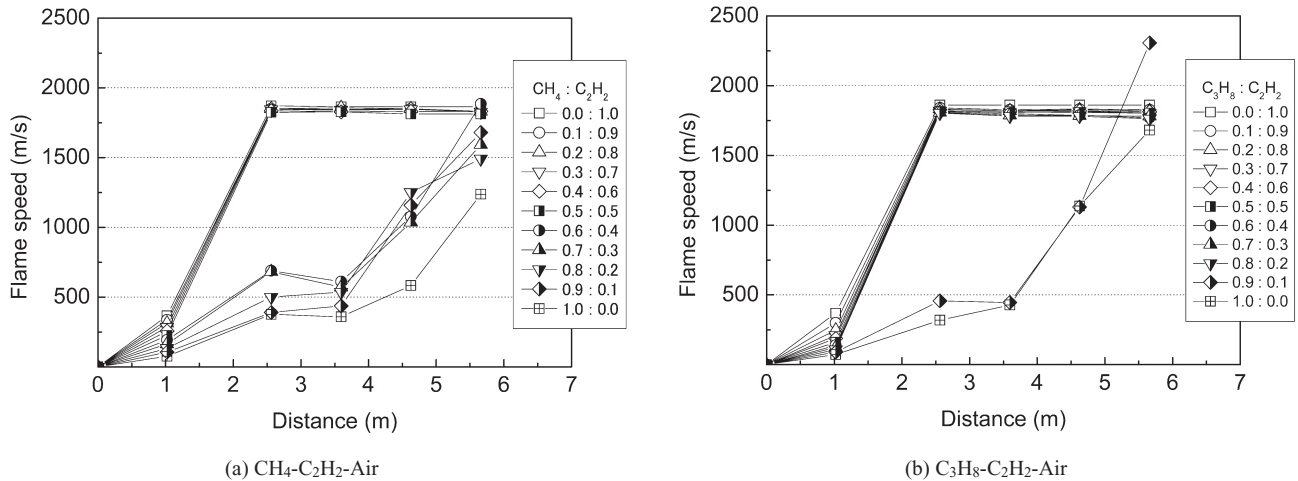 2500
2000
1500
1000
500
0 1 2 3 4 5 6 7
Flame speed (m/s)
Distance (m)
CH4 : C2H2
0.0 : 1.0
0.1 : 0.9
0.2 : 0.8
0.3 : 0.7
0.4 : 0.6
0.5 : 0.5
0.6 : 0.4
0.7 : 0.3
0.8 : 0.2
0.9 : 0.1
1.0 : 0.0
(a) CH4-C2H2-Air
2500
2000
1500
1000
500
0 1 2 3 4 5 6 7
Flame speed (m/s)
Distance (m)
C3H8 : C2H2
0.0 : 1.0
0.1 : 0.9
0.2 : 0.8
0.3 : 0.7
0.4 : 0.6
0.5 : 0.5
0.6 : 0.4
0.7 : 0.3
0.8 : 0.2
0.9 : 0.1
1.0 : 0.0
(b) C3H8-C2H2-Air